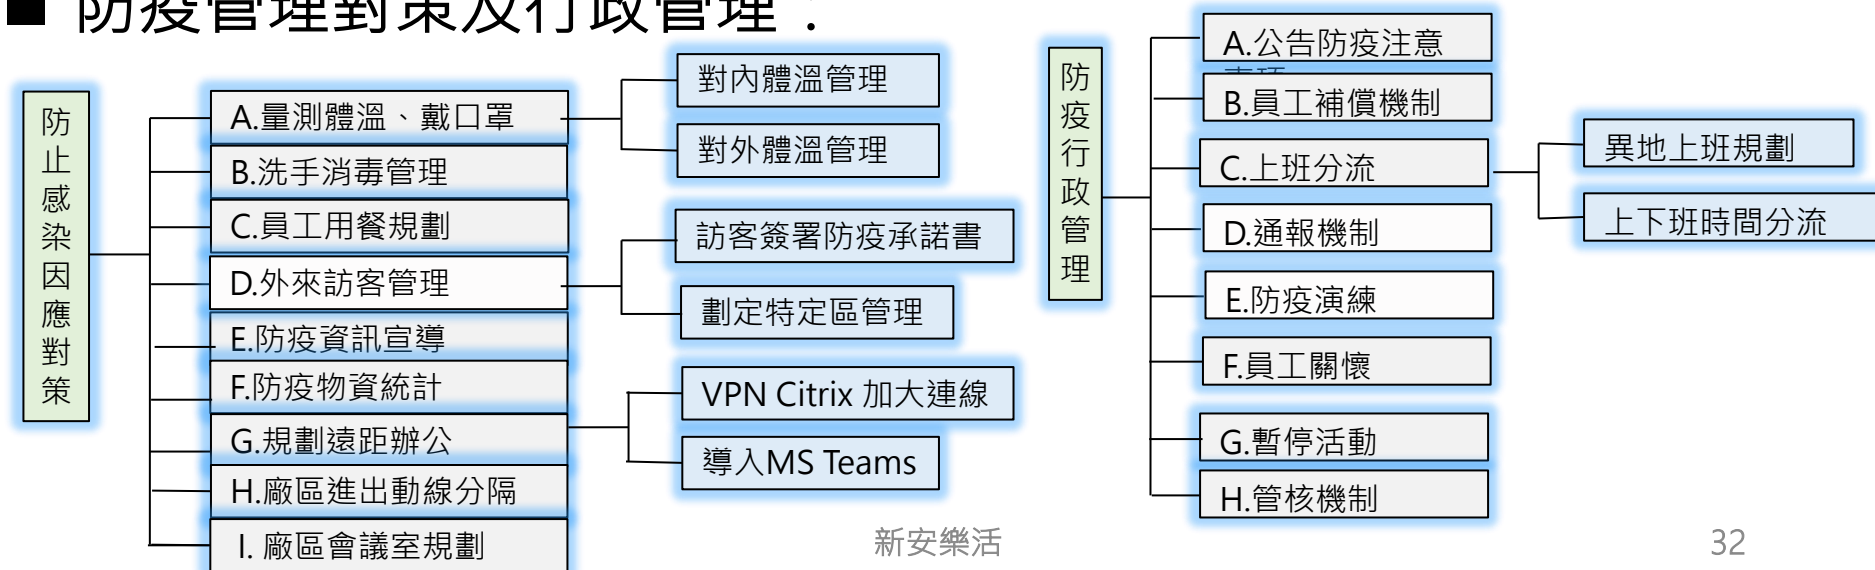 ■ 防疫管理對策及行政管理：
防止感染因應對策
A.量測體溫、戴口罩
對內體溫管理
對外體溫管理
B.洗手消毒管理
C.員工用餐規劃
D.外來訪客管理
訪客簽署防疫承諾書
劃定特定區管理
E.防疫資訊宣導
F.防疫物資統計
G.規劃遠距辦公
VPN Citrix 加大連線
導入MS Teams
H.廠區進出動線分隔
I. 廠區會議室規劃
防疫行政管理
A.公告防疫注意
事項
B.員工補償機制
C.上班分流
異地上班規劃
上下班時間分流
D.通報機制
E.防疫演練
F.員工關懷
G.暫停活動
H.管核機制
新安樂活
32